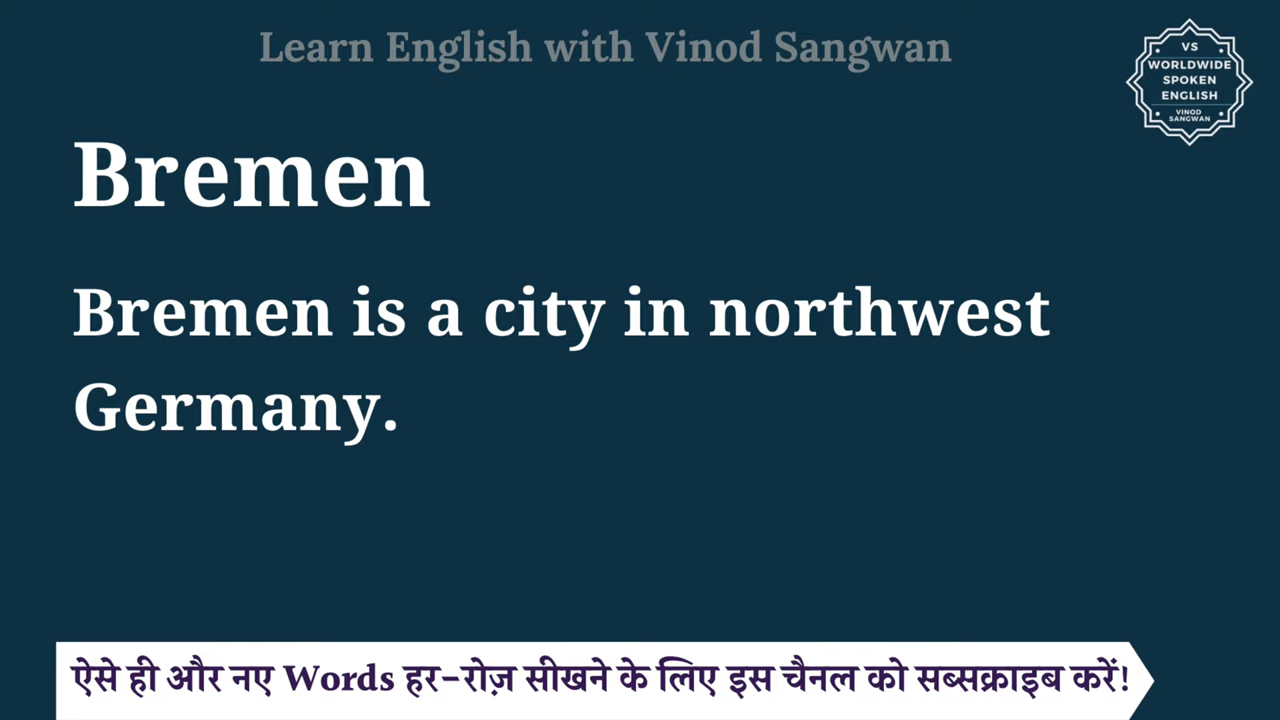 Learn English with Vinod Sangwan
VS
WORLDWIDE
SPOKEN
ENGLISH
VINOD
SANGWAN
Bremen
Bremen is a city in northwest
Germany.
ऐसे ही और नए Words हर-रोज़ सीखने के लिए इस चैनल को सब्सक्राइब करें!